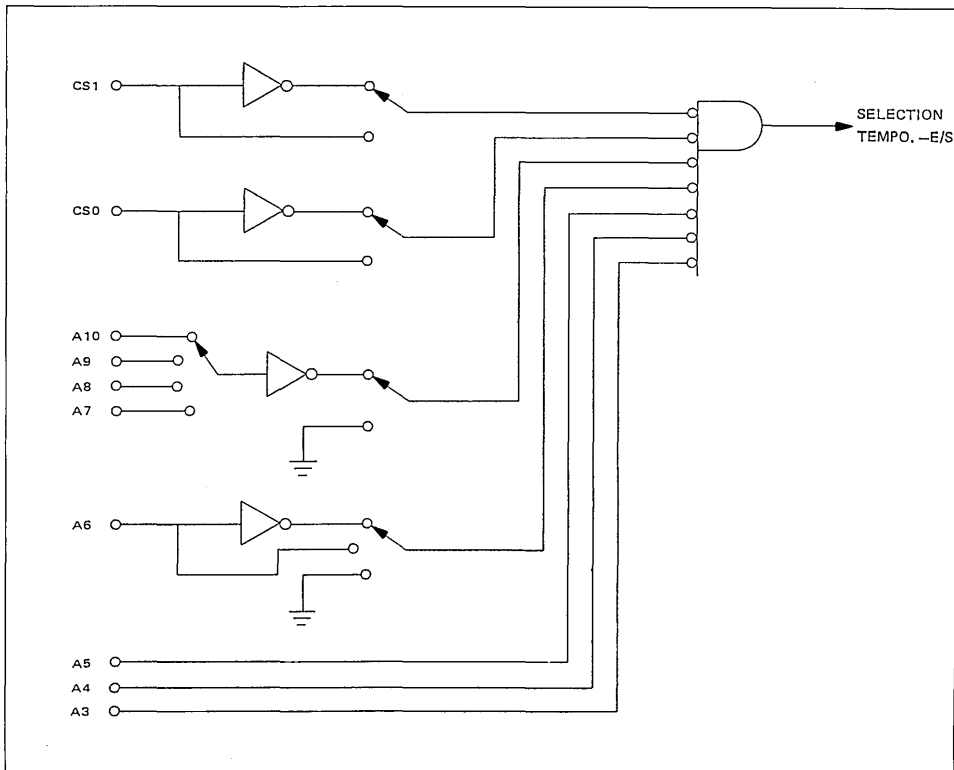 CS1
SELECTION
TEMPO. –E/S
CS0
A10
A9
A8
A7
A6
A5
A4
A3